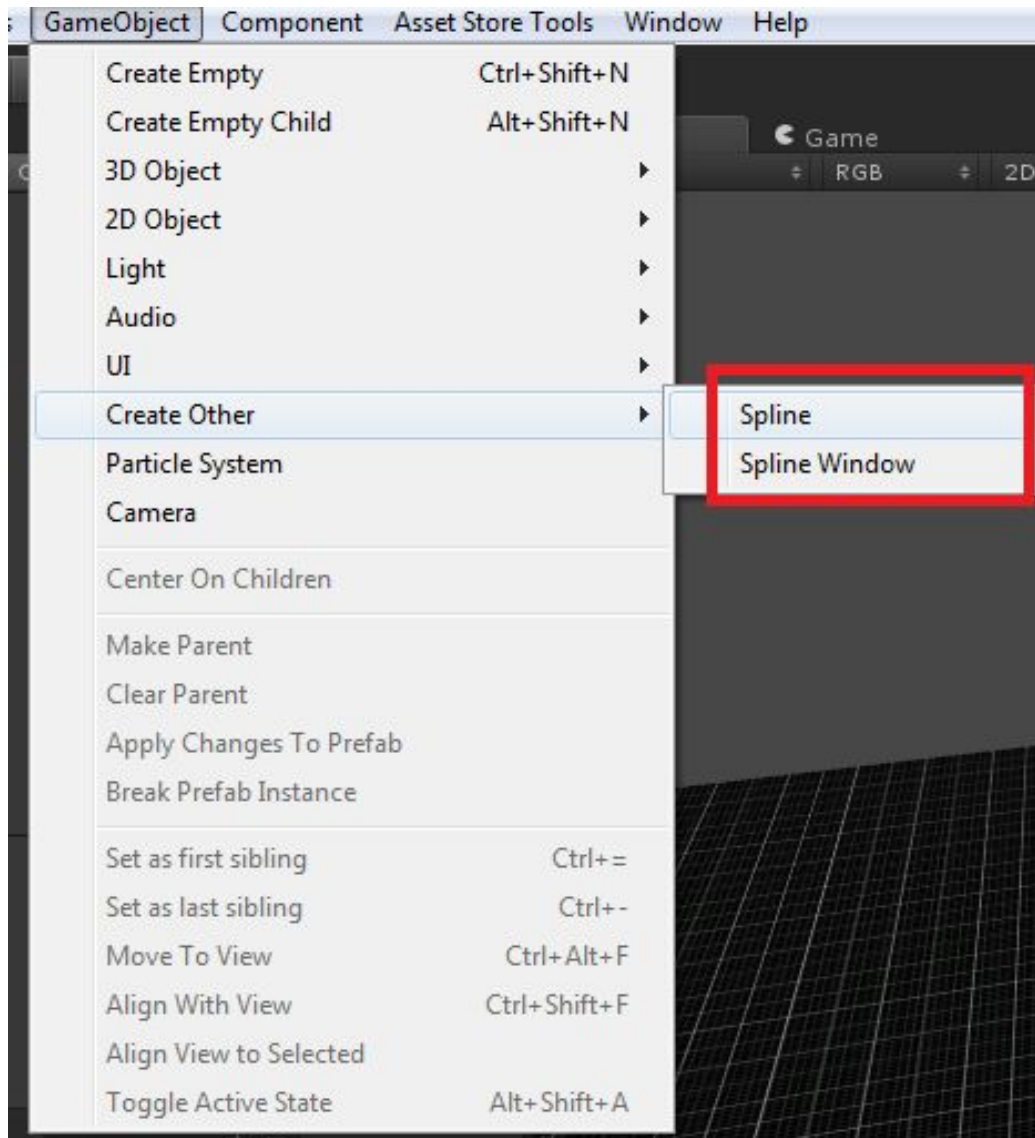 GameObject Component Asset Store Tools Window Help
Create Empty Ctrl+Shift+N
Create Empty Child Alt+Shift+N
Game
3D Object
RGB 2D
2D Object
Light
Audio
UI
Create Other
Spline
Particle System
Spline Window
Camera
Center On Children
Make Parent
Clear Parent
Apply Changes To Prefab
Break Prefab Instance
Set as first sibling Ctrl+=
Set as last sibling Ctrl+-
Move To View Ctrl+Alt+F
Align With View Ctrl+Shift+F
Align View to Selected
Toggle Active State Alt+Shift+A